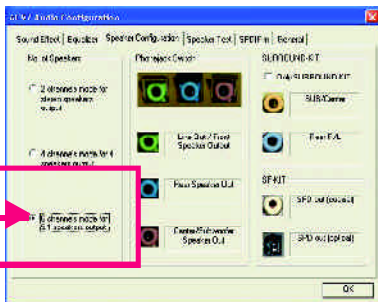 Audio Configuration
Sound Effect
Equalizer
Speaker Configuration
Speaker Test
SPDIF-in
General
No. of Speakers
2 channels mode for
stereo speakers
output
4 channels mode for 4
speakers output
6 channels mode for
5.1 speakers output
Phonejack Switch
Line Out / Front
Speaker Output
Rear Speaker Out
Center/Subwoofer
Speaker Out
SURROUND-KIT
SURROUND-KIT
SUB/Center
Rear R/L
SP-KIT
SPD out (coaxial)
SPD out (optical)
OK